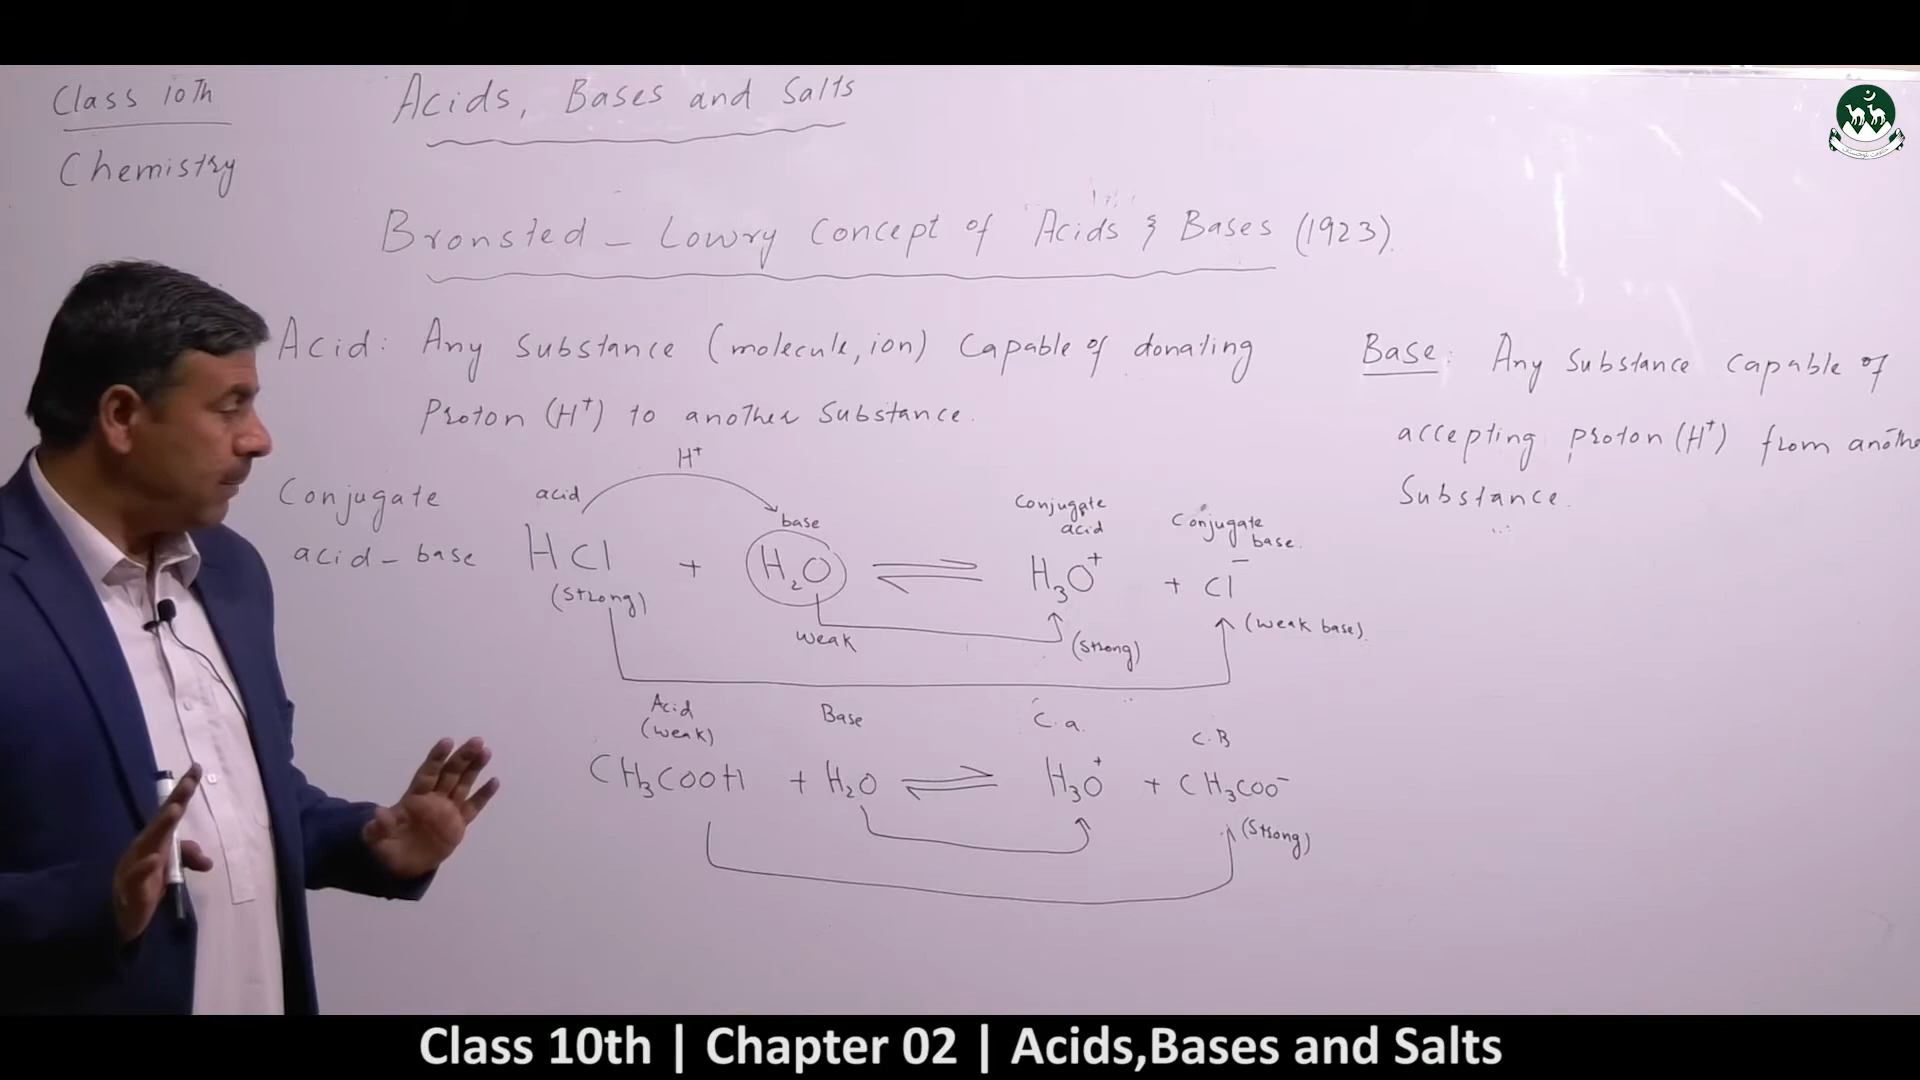 Class 10Th
Chemistry
Acids, Bases and Salts
Bronsted - Lowry Concept of Acids & Bases (1923).
Acid: Any substance (molecule, ion) Capable of donating
Proton (H⁺) to another Substance.
Base: Any Substance capable of
accepting proton (H⁺) from anothe
Substance.
Conjugate
acid - base
H⁺
acid
base
Conjugate
acid
Conjugate
base.
HCl + H₂O ⇌ H₃O⁺ + Cl⁻
(Strong)
weak
(Strong)
(weak base).
Acid
(weak)
Base
C.a.
C.B
CH₃COOH + H₂O ⇌ H₃O⁺ + CH₃COO⁻
(Strong)
Class 10th | Chapter 02 | Acids,Bases and Salts